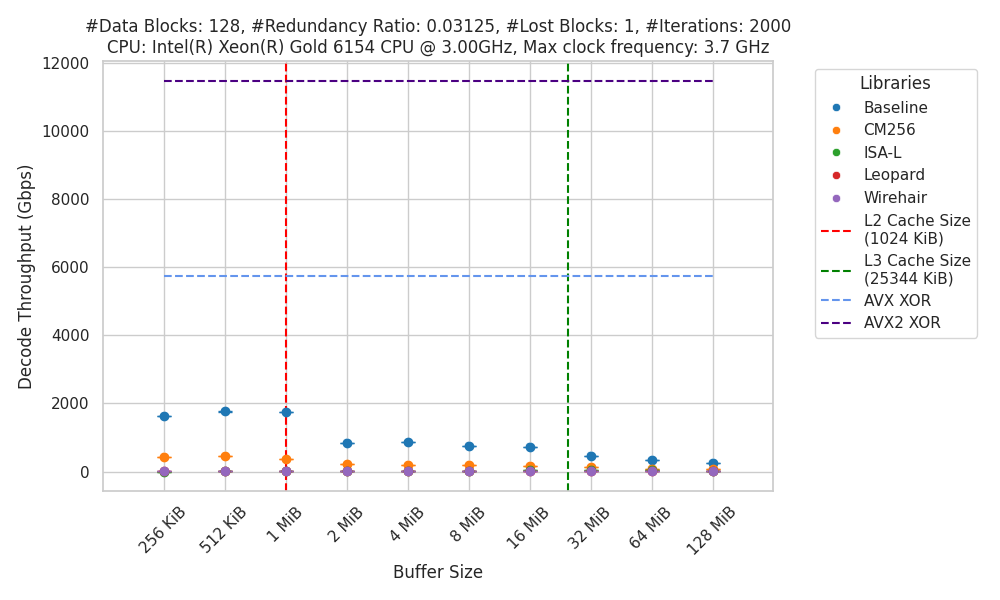 #Data Blocks: 128, #Redundancy Ratio: 0.03125, #Lost Blocks: 1, #Iterations: 2000
CPU: Intel(R) Xeon(R) Gold 6154 CPU @ 3.00GHz, Max clock frequency: 3.7 GHz
Decode Throughput (Gbps)
12000
10000
8000
6000
4000
2000
0
256 KiB
512 KiB
1 MiB
2 MiB
4 MiB
8 MiB
16 MiB
32 MiB
64 MiB
128 MiB
Buffer Size
Libraries
Baseline
CM256
ISA-L
Leopard
Wirehair
L2 Cache Size
(1024 KiB)
L3 Cache Size
(25344 KiB)
AVX XOR
AVX2 XOR